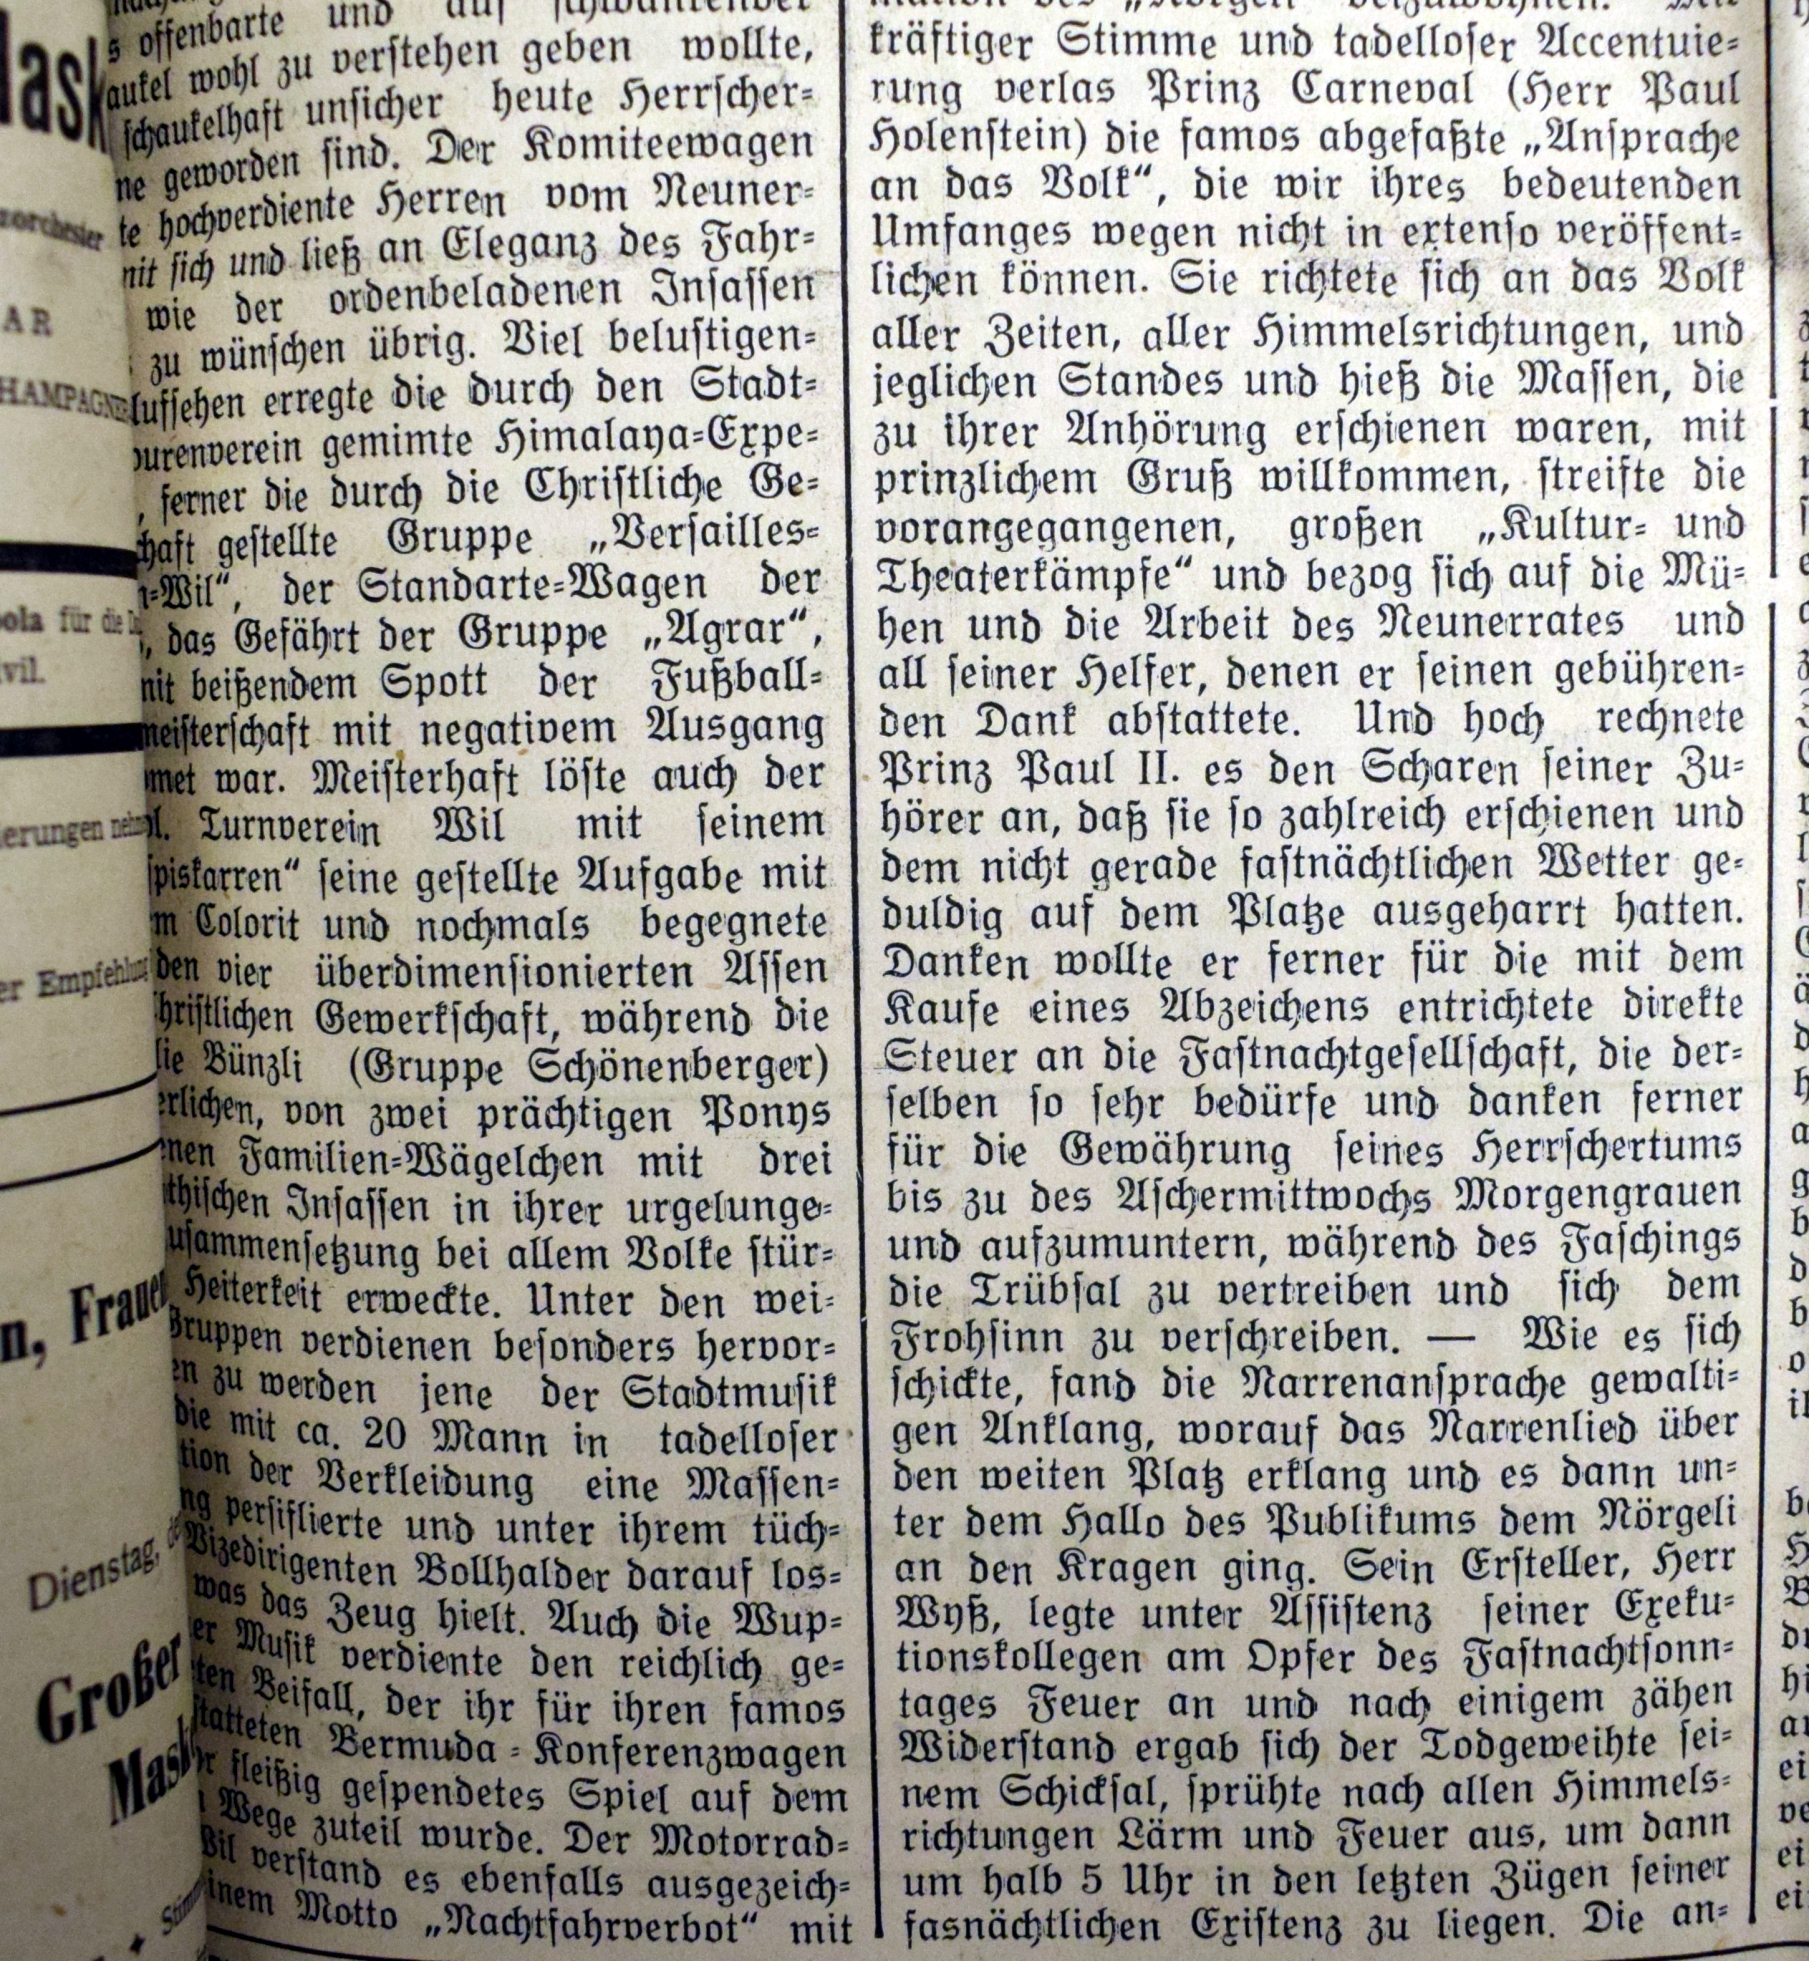 offenbarte und auf schwankender
wohl zu verstehen geben wollte,
schaukelhaft unsicher heute Herrscher-
ne geworden sind. Der Komiteewagen
te hochverdiente Herren vom Neuner-
nit sich und ließ an Eleganz des Fahr-
wie der ordenbeladenen Insassen
zu wünschen übrig. Viel belustigen-
lufsehen erregte die durch den Stadt-
ourenverein gemimte Himalaya-Expe-
, ferner die durch die Christliche Ge-
haft gestellte Gruppe „Versailles-
-Wil“, der Standarte-Wagen der
, das Gefährt der Gruppe „Agrar“,
nit beißendem Spott der Fußball-
meisterschaft mit negativem Ausgang
met war. Meisterhaft löste auch der
l. Turnverein Wil mit seinem
spiskarren“ seine gestellte Aufgabe mit
m Colorit und nochmals begegnete
den vier überdimensionierten Assen
hristlichen Gewerkschaft, während die
lie Bünzli (Gruppe Schönenberger)
erlichen, von zwei prächtigen Ponys
nen Familien-Wägelchen mit drei
thischen Insassen in ihrer urgelunge-
usammensetzung bei allem Volke stür-
Heiterkeit erweckte. Unter den wei-
Gruppen verdienen besonders hervor-
en zu werden jene der Stadtmusik
die mit ca. 20 Mann in tadelloser
tion der Verkleidung eine Massen-
ng persiflierte und unter ihrem tüch-
Vizedirigenten Bollhalder darauf los-
was das Zeug hielt. Auch die Wup-
er Musik verdiente den reichlich ge-
ten Beifall, der ihr für ihren famos
statteten Bermuda-Konferenzwagen
r fleißig gespendetes Spiel auf dem
Wege zuteil wurde. Der Motorrad-
Wil verstand es ebenfalls ausgezeich-
inem Motto „Nachtfahrverbot“ mit
kräftiger Stimme und tadelloser Accentuie-
rung verlas Prinz Carneval (Herr Paul
Holenstein) die famos abgefaßte „Ansprache
an das Volk“, die wir ihres bedeutenden
Umfanges wegen nicht in extenso veröffent-
lichen können. Sie richtete sich an das Volk
aller Zeiten, aller Himmelsrichtungen, und
jeglichen Standes und hieß die Massen, die
zu ihrer Anhörung erschienen waren, mit
prinzlichem Gruß willkommen, streifte die
vorangegangenen, großen „Kultur- und
Theaterkämpfe“ und bezog sich auf die Mü-
hen und die Arbeit des Neunerrates und
all seiner Helfer, denen er seinen gebühren-
den Dank abstattete. Und hoch rechnete
Prinz Paul II. es den Scharen seiner Zu-
hörer an, daß sie so zahlreich erschienen und
dem nicht gerade fastnächtlichen Wetter ge-
duldig auf dem Platze ausgeharrt hatten.
Danken wollte er ferner für die mit dem
Kaufe eines Abzeichens entrichtete direkte
Steuer an die Fastnachtgesellschaft, die der-
selben so sehr bedürfe und danken ferner
für die Gewährung seines Herrschertums
bis zu des Aschermittwochs Morgengrauen
und aufzumuntern, während des Faschings
die Trübsal zu vertreiben und sich dem
Frohsinn zu verschreiben. — Wie es sich
schickte, fand die Narrenansprache gewalti-
gen Anklang, worauf das Narrenlied über
den weiten Platz erklang und es dann un-
ter dem Hallo des Publikums dem Nörgeli
an den Kragen ging. Sein Ersteller, Herr
Wyß, legte unter Assistenz seiner Exeku-
tionskollegen am Opfer des Fastnachtsonn-
tages Feuer an und nach einigem zähen
Widerstand ergab sich der Todgeweihte sei-
nem Schicksal, sprühte nach allen Himmels-
richtungen Lärm und Feuer aus, um dann
um halb 5 Uhr in den letzten Zügen seiner
fasnächtlichen Existenz zu liegen. Die an-